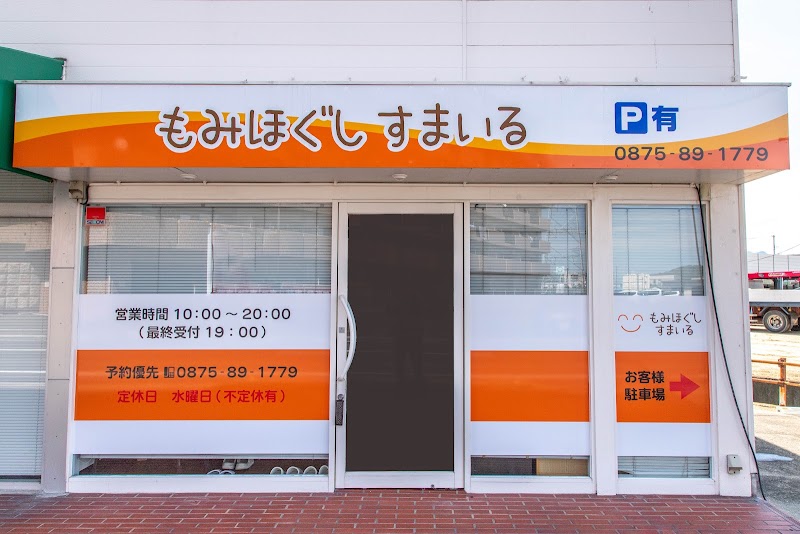 もみほぐし すまいる
P有
0875-89-1779
SECOM
営業時間 10:00～20:00
（最終受付 19：00）
予約優先 0875-89-1779
定休日 水曜日（不定休有）
もみほぐし
すまいる
お客様
駐車場